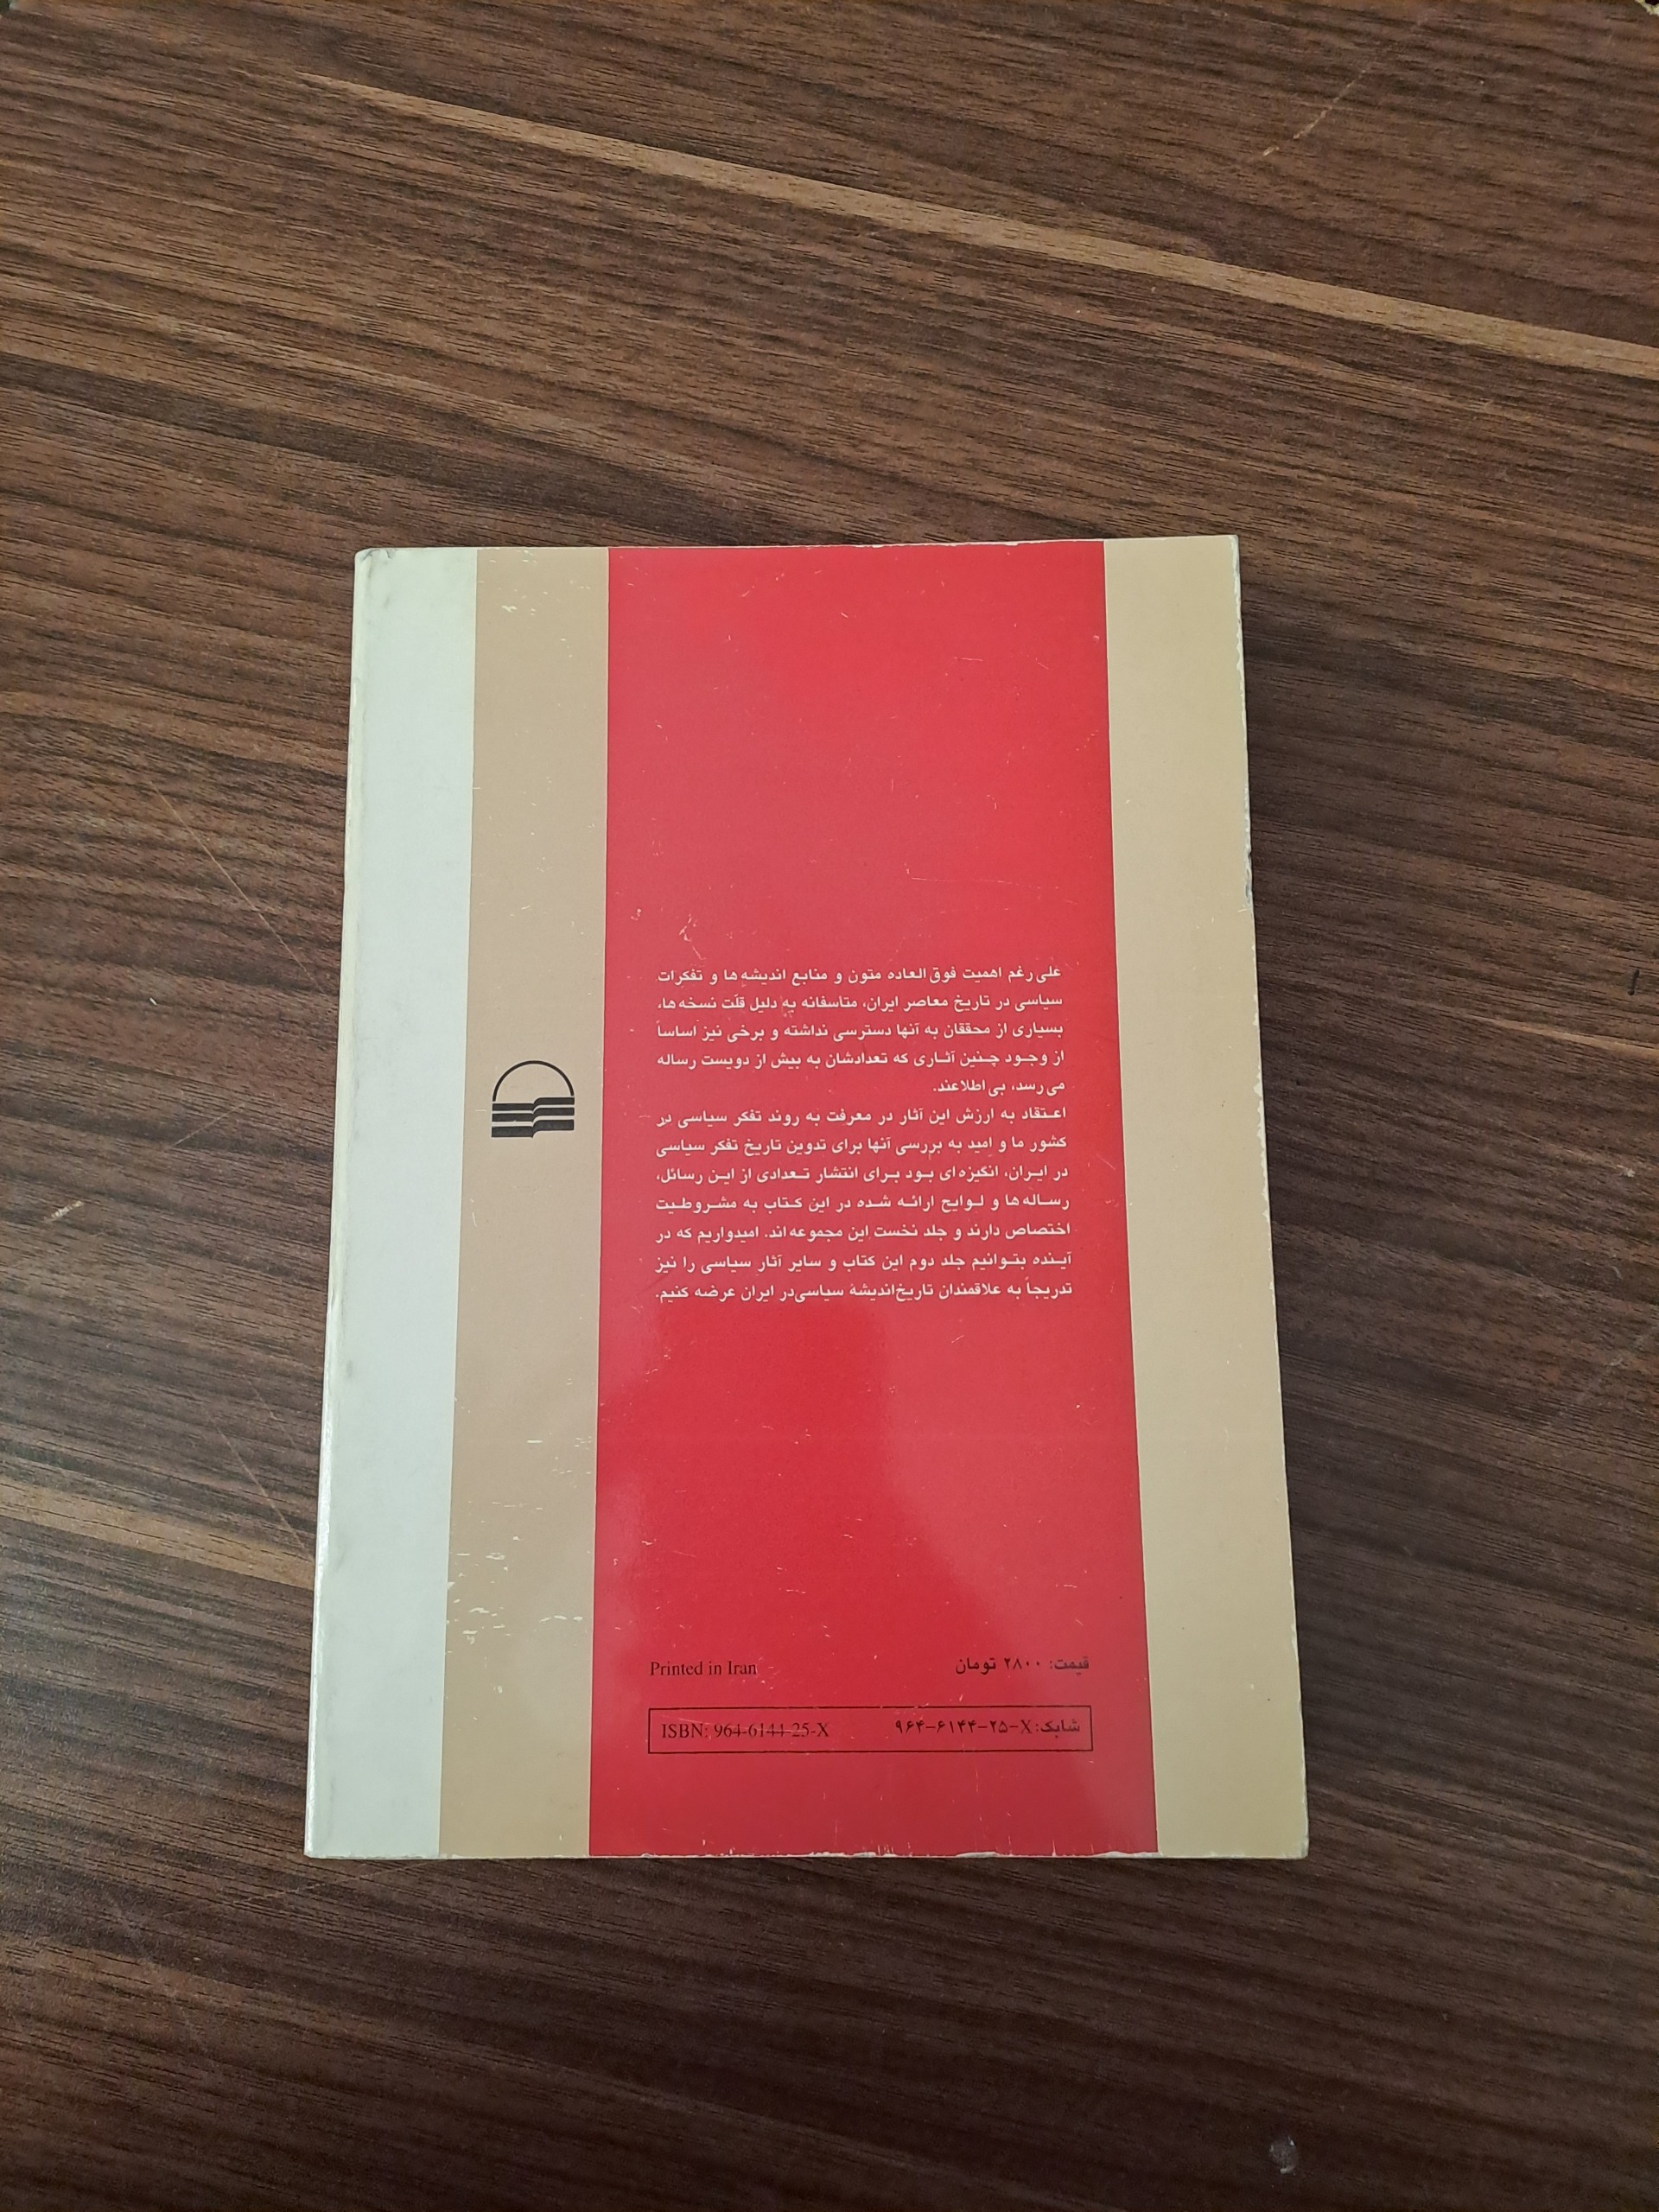 علی رغم اهمیت فوق العاده متون و منابع اندیشه ها و تفکرات
سیاسی در تاریخ معاصر ایران، متأسفانه به دلیل قلّت نسخه ها،
بسیاری از محققان به آنها دسترسی نداشته و برخی نیز اساساً
از وجود چنین آثاری که تعدادشان به بیش از دویست رساله
می رسد، بی اطلاعند.
اعتقاد به ارزش این آثار در معرفت به روند تفکر سیاسی در
کشور ما و امید به بررسی آنها برای تدوین تاریخ تفکر سیاسی
در ایران، انگیزه ای بود برای انتشار تعدادی از این رسائل،
رساله ها و لوایح ارائه شده در این کتاب به مشروطیت
اختصاص دارند و جلد نخست این مجموعه اند. امیدواریم که در
آینده بتوانیم جلد دوم این کتاب و سایر آثار سیاسی را نیز
تدریجاً به علاقمندان تاریخ اندیشهٔ سیاسی در ایران عرضه کنیم.
قیمت: ۲۸۰۰ تومان
Printed in Iran
شابک: X-۲۵-۶۱۴۴-۹۶۴
ISBN: 964-6144-25-X